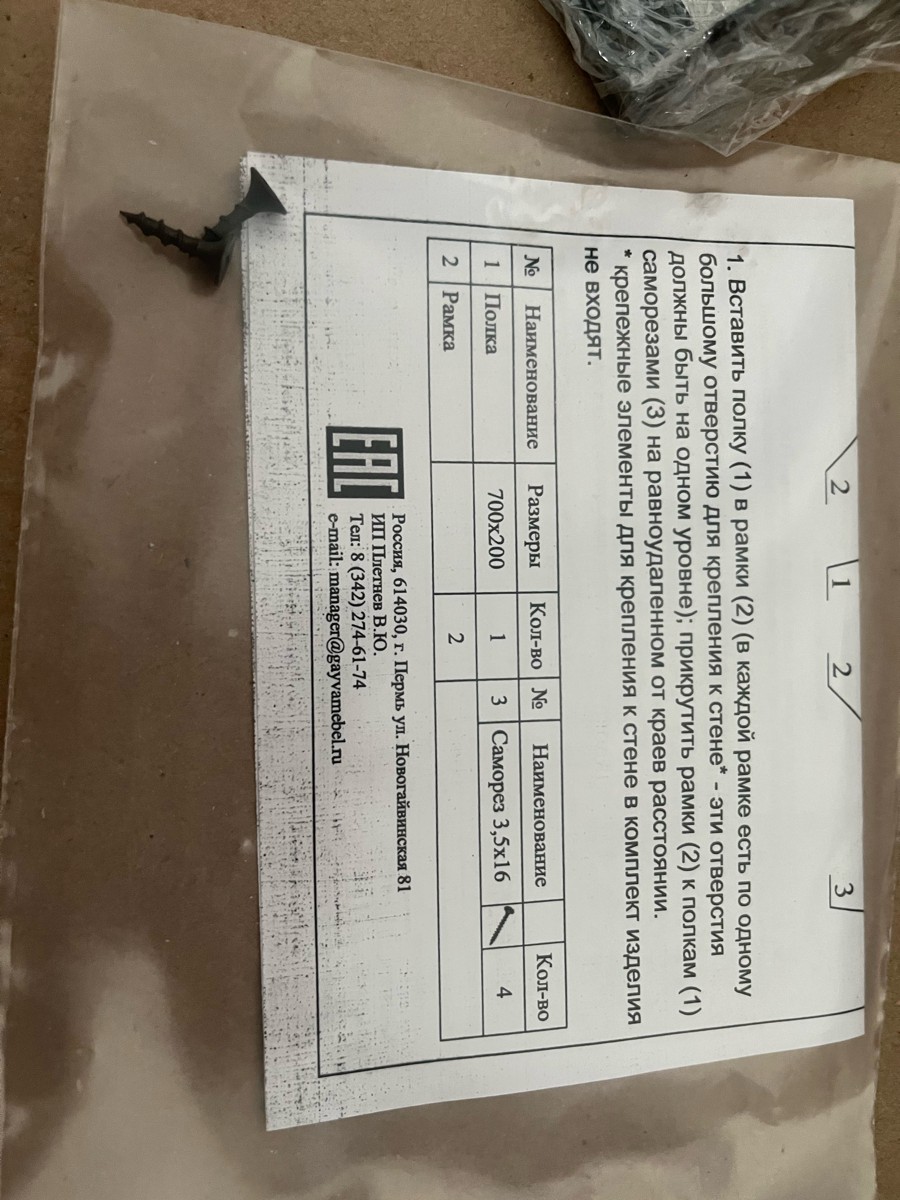 2 1 2 3
1. Вставить полку (1) в рамки (2) (в каждой рамке есть по одному
большому отверстию для крепления к стене* - эти отверстия
должны быть на одном уровне); прикрутить рамки (2) к полкам (1)
саморезами (3) на равноудаленном от краев расстоянии.
* крепежные элементы для крепления к стене в комплект изделия
не входят.
№ Наименование Размеры Кол-во № Наименование Кол-во
1 Полка 700х200 1 3 Саморез 3,5х16 4
2 Рамка 2
EAC
Россия, 614030, г. Пермь ул. Новогайвинская 81
ИП Плетнев В.Ю.
Тел: 8 (342) 274-61-74
e-mail: manager@gayvamebel.ru